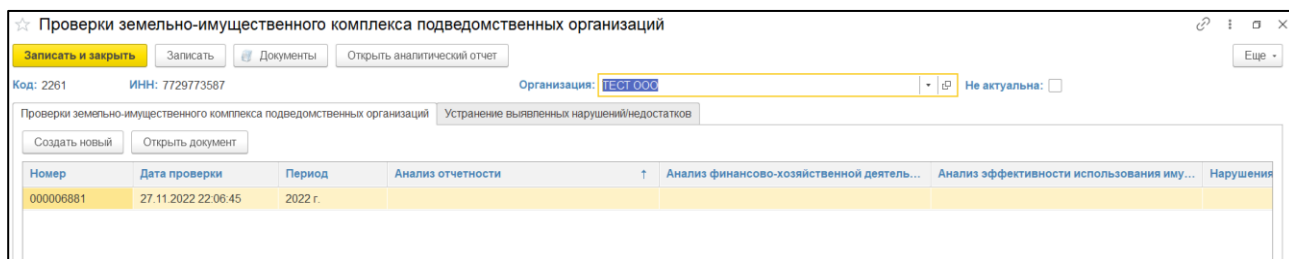 Проверки земельно-имущественного комплекса подведомственных организаций
Записать и закрыть Записать Документы Открыть аналитический отчет Еще
Код: 2261 ИНН: 7729773587 Организация: ТЕСТ ООО Не актуальна:
Проверки земельно-имущественного комплекса подведомственных организаций Устранение выявленных нарушений/недостатков
Создать новый Открыть документ
Номер Дата проверки Период Анализ отчетности ↑ Анализ финансово-хозяйственной деятель... Анализ эффективности использования иму... Нарушения
000006881 27.11.2022 22:06:45 2022 г.